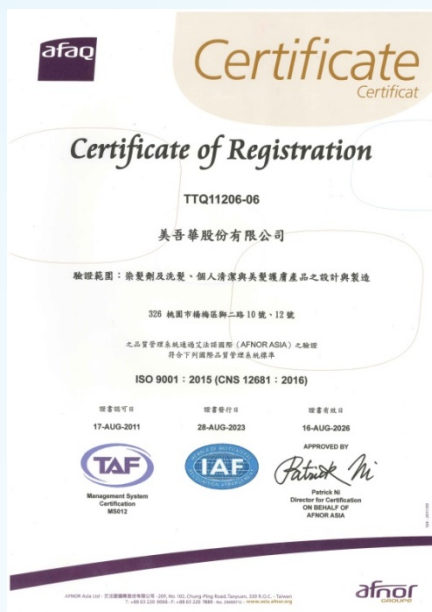 afaq
Certificate
Certificat
Certificate of Registration
TTQ11206-06
美吾華股份有限公司
驗證範圍：染髮劑及洗髮、個人清潔與美髮護膚產品之設計與製造
326 桃園市楊梅區獅二路 10 號、12 號
之品質管理系統通過艾法諾國際（AFNOR ASIA）之驗證
符合下列國際品質管理系統標準
ISO 9001：2015 (CNS 12681：2016)
證書認可日 證書發行日 證書有效日
17-AUG-2011 28-AUG-2023 16-AUG-2026
APPROVED BY
TAF
IAF
Patrick Ni
Management System
Certification
MS012
Patrick Ni
Director for Certification
ON BEHALF OF
AFNOR ASIA
afnor
GROUPE